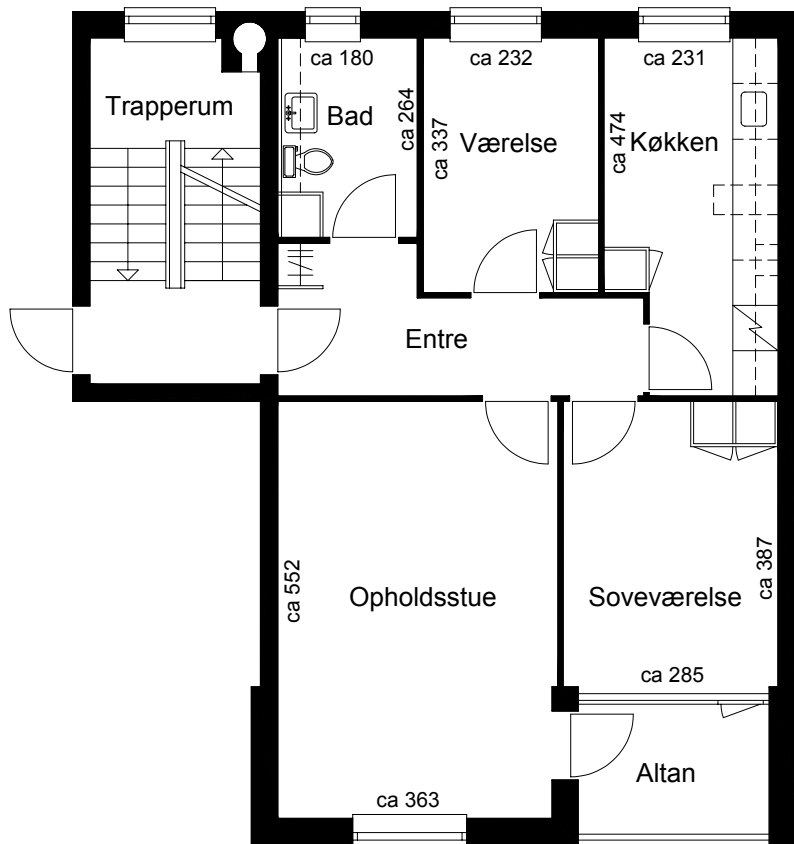 ca 180
ca 232
ca 231
Trapperum
Bad
ca 264
ca 337
Værelse
ca 474
Køkken
Entre
ca 552
Opholdsstue
Soveværelse
ca 387
ca 285
Altan
ca 363